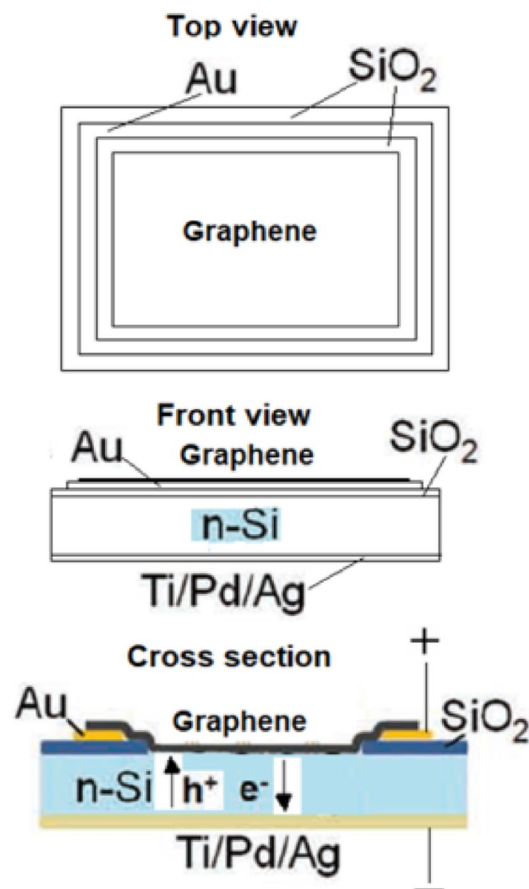 Top view
Au SiO₂
Graphene
Front view
Au Graphene SiO₂
n-Si
Ti/Pd/Ag
Cross section
+
Au Graphene SiO₂
n-Si h⁺ e⁻
Ti/Pd/Ag
−